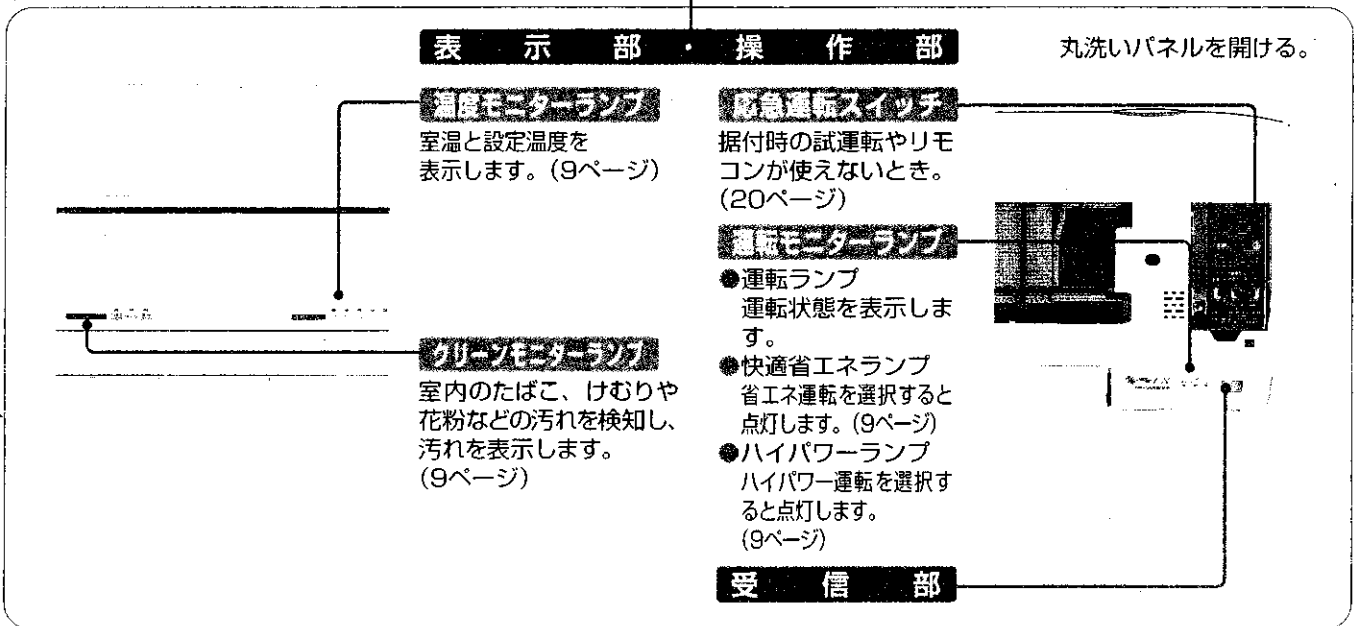 表示部・操作部
丸洗いパネルを開ける。
温度モニターランプ
室温と設定温度を
表示します。(9ページ)
クリーンモニターランプ
室内のたばこ、けむりや
花粉などの汚れを検知し、
汚れを表示します。
(9ページ)
応急運転スイッチ
据付時の試運転やリモ
コンが使えないとき。
(20ページ)
運転モニターランプ
●運転ランプ
運転状態を表示しま
す。
●快適省エネランプ
省エネ運転を選択すると
点灯します。(9ページ)
●ハイパワーランプ
ハイパワー運転を選択す
ると点灯します。
(9ページ)
受信部